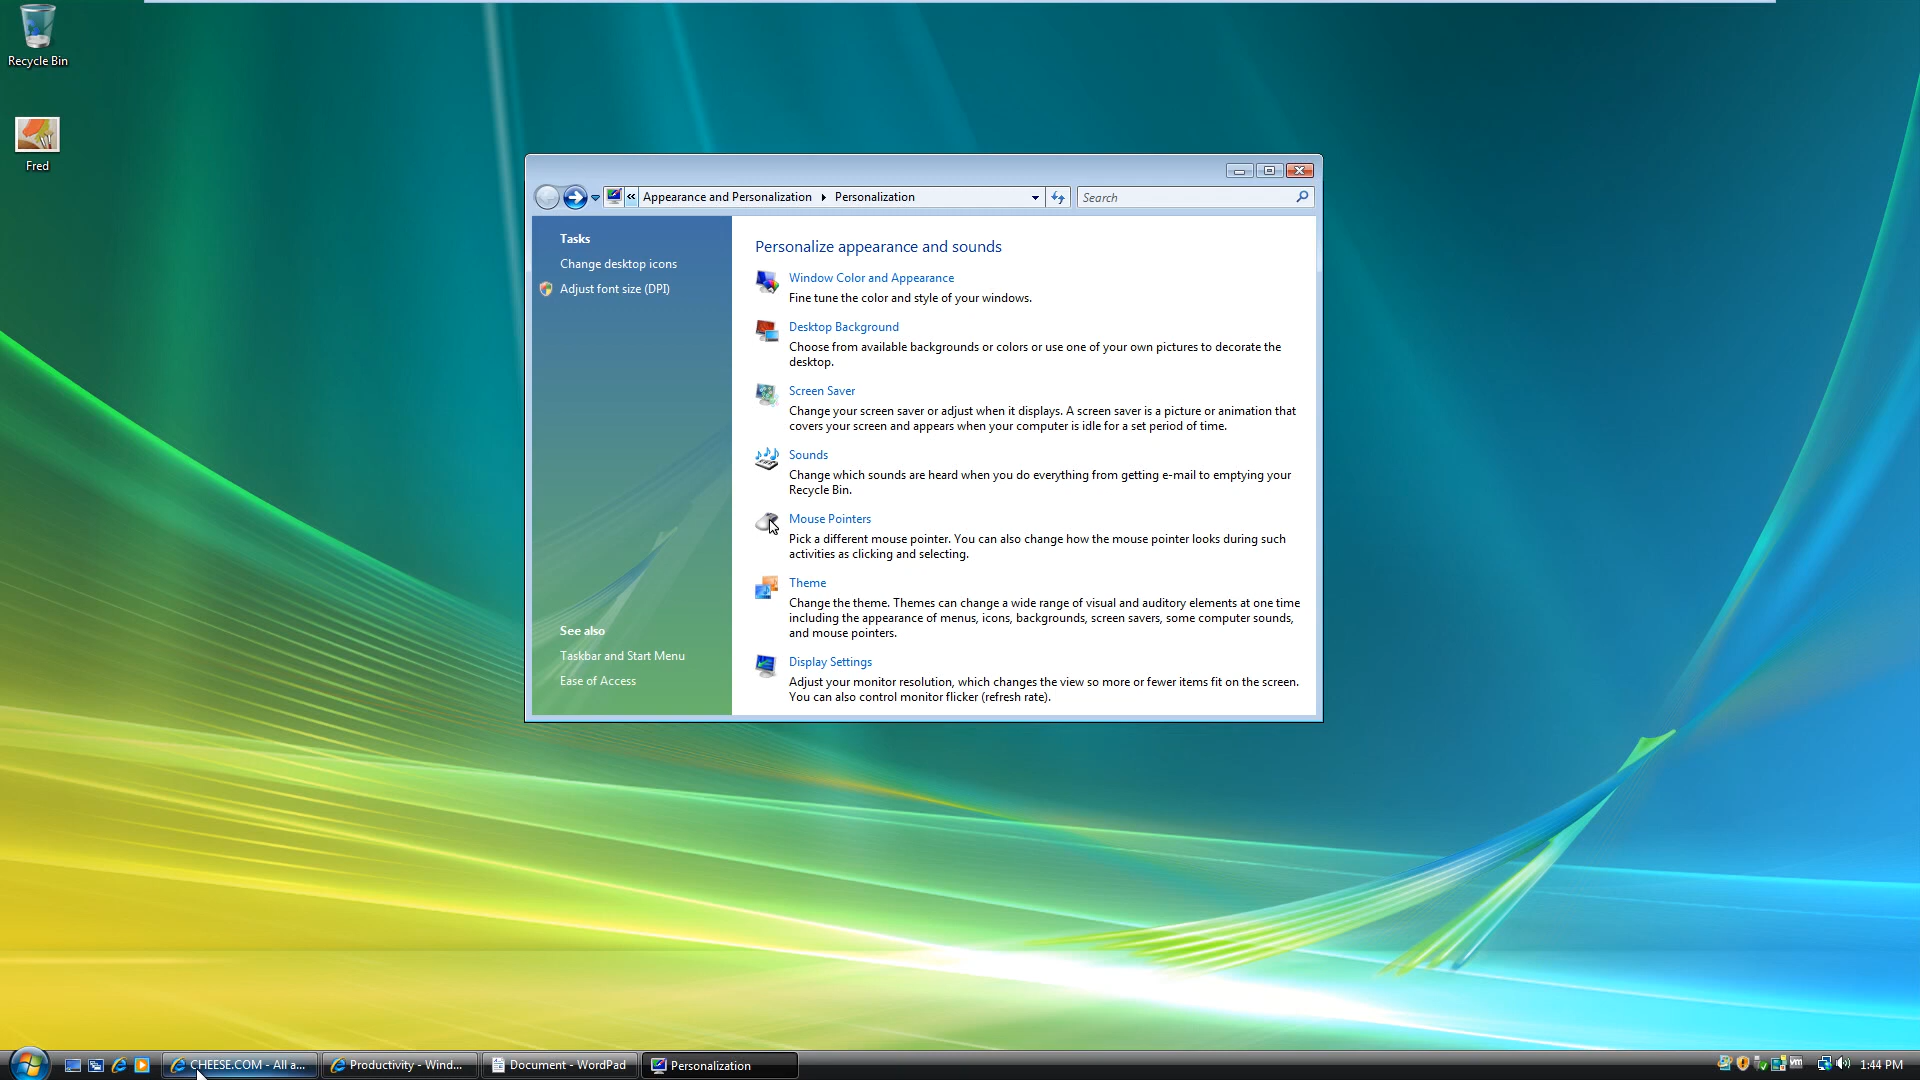 Recycle Bin
Fred
« Appearance and Personalization Personalization
Search
Tasks
Change desktop icons
Adjust font size (DPI)
See also
Taskbar and Start Menu
Ease of Access
Personalize appearance and sounds
Window Color and Appearance
Fine tune the color and style of your windows.
Desktop Background
Choose from available backgrounds or colors or use one of your own pictures to decorate the
desktop.
Screen Saver
Change your screen saver or adjust when it displays. A screen saver is a picture or animation that
covers your screen and appears when your computer is idle for a set period of time.
Sounds
Change which sounds are heard when you do everything from getting e-mail to emptying your
Recycle Bin.
Mouse Pointers
Pick a different mouse pointer. You can also change how the mouse pointer looks during such
activities as clicking and selecting.
Theme
Change the theme. Themes can change a wide range of visual and auditory elements at one time
including the appearance of menus, icons, backgrounds, screen savers, some computer sounds,
and mouse pointers.
Display Settings
Adjust your monitor resolution, which changes the view so more or fewer items fit on the screen.
You can also control monitor flicker (refresh rate).
CHEESE.COM - All a...
Productivity - Wind...
Document - WordPad
Personalization
vm
1:44 PM